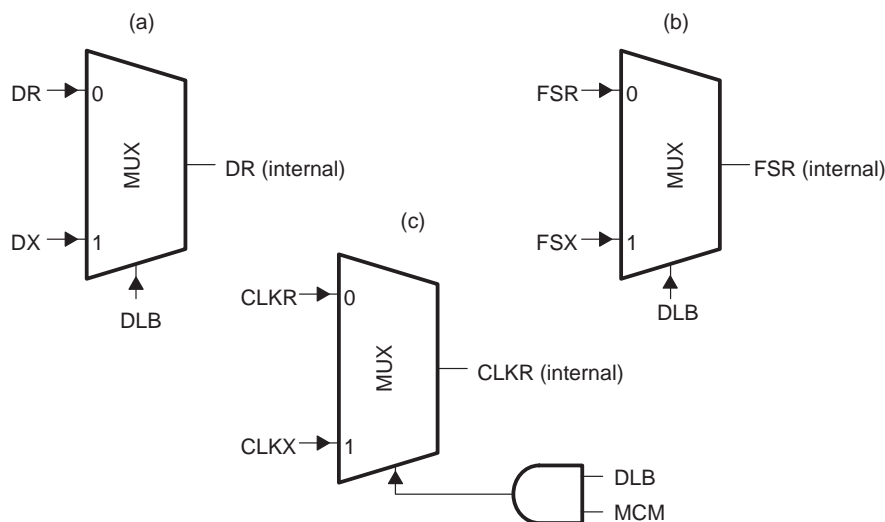 (a)
DR
0
MUX
DR (internal)
DX
1
DLB
(b)
FSR
0
MUX
FSR (internal)
FSX
1
DLB
(c)
CLKR
0
MUX
CLKR (internal)
CLKX
1
DLB
MCM